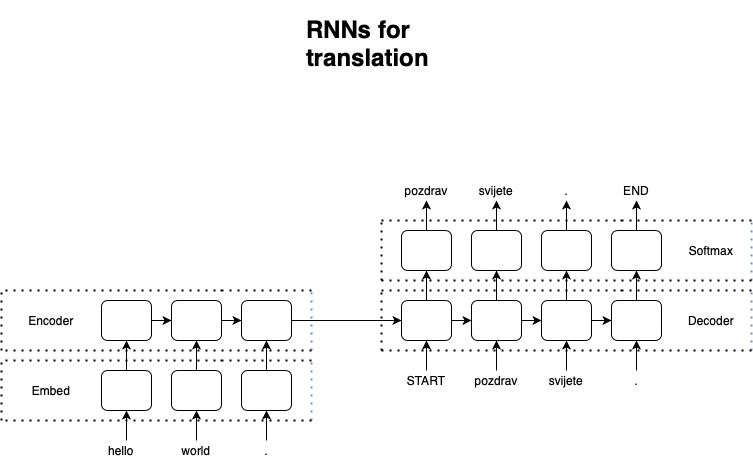 RNNs for
translation
pozdrav svijete . END
Softmax
Encoder
Decoder
START pozdrav svijete .
Embed
hello world .